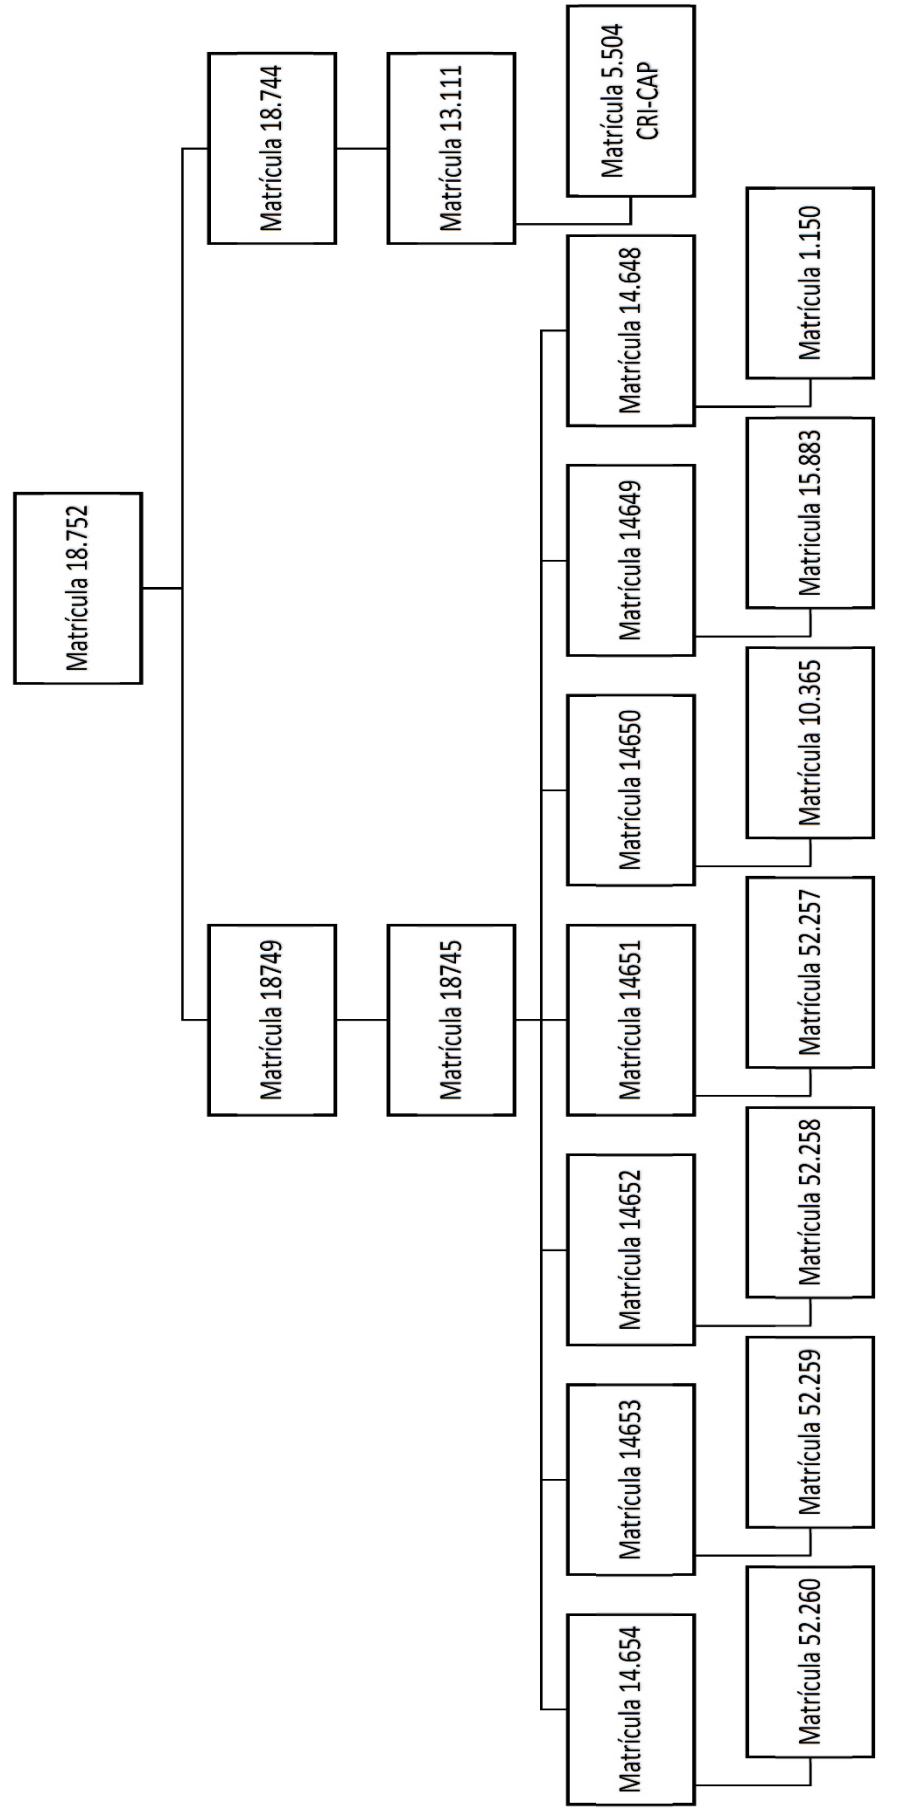 Matrícula 18.752
Matrícula 18749
Matrícula 18.744
Matrícula 18745
Matrícula 13.111
Matrícula 14.654
Matrícula 14653
Matrícula 14652
Matrícula 14651
Matrícula 14650
Matrícula 14649
Matrícula 14.648
Matrícula 5.504
CRI-CAP
Matrícula 52.260
Matrícula 52.259
Matrícula 52.258
Matrícula 52.257
Matrícula 10.365
Matricula 15.883
Matrícula 1.150